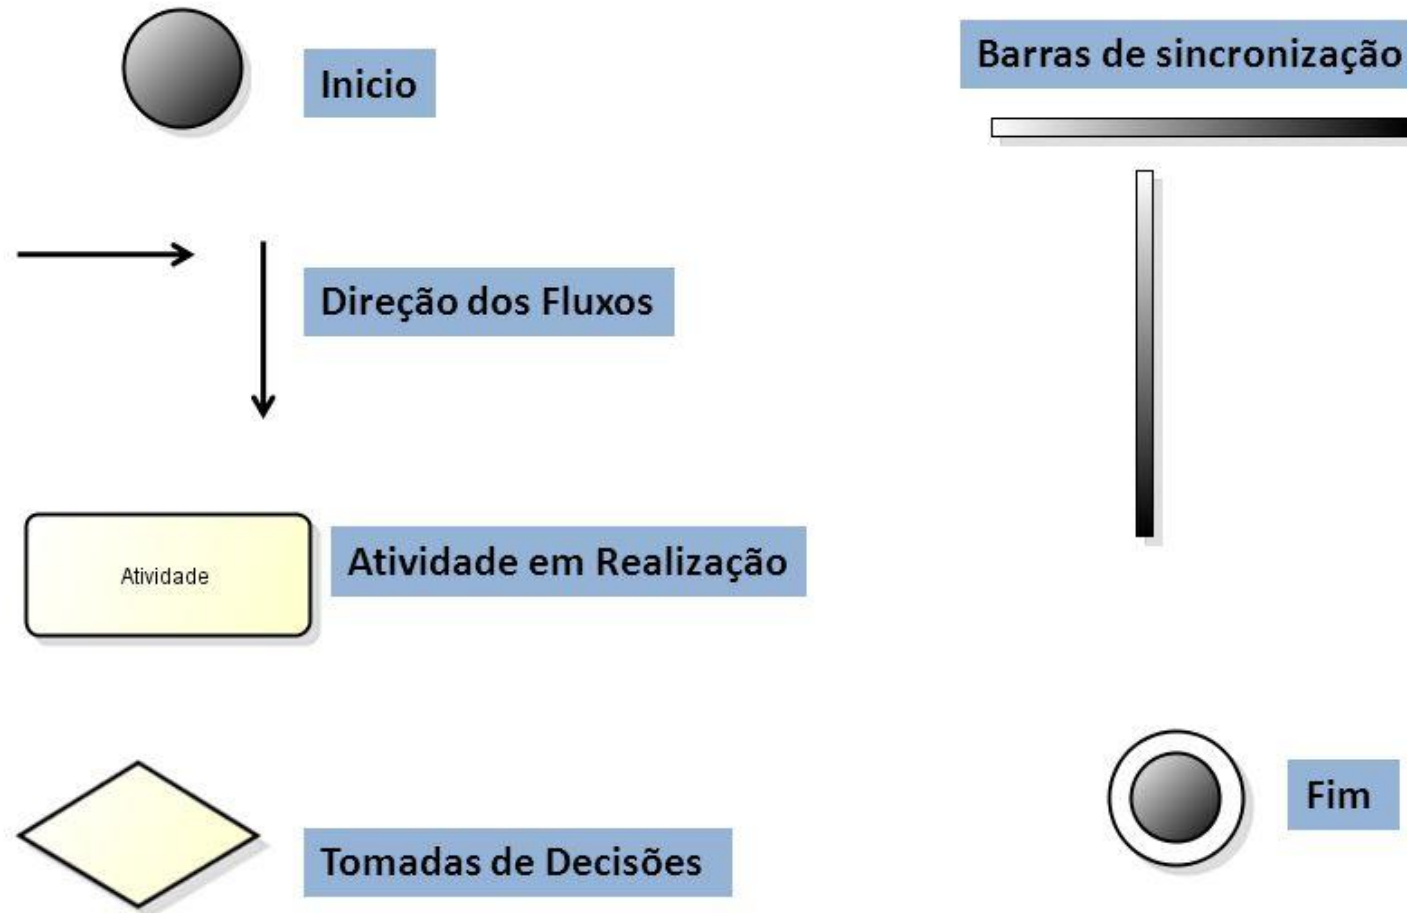 Inicio
Barras de sincronização
Direção dos Fluxos
Atividade
Atividade em Realização
Tomadas de Decisões
Fim